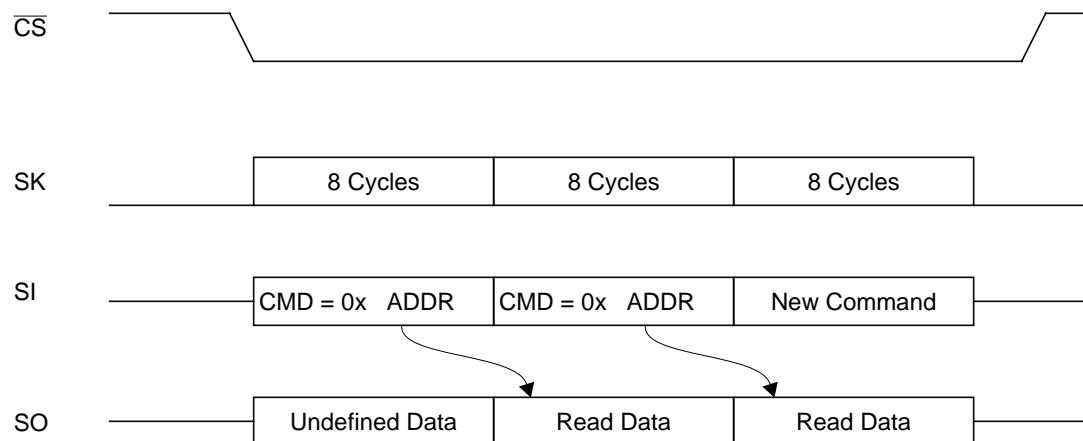 C̅S̅
SK
8 Cycles 8 Cycles 8 Cycles
SI
CMD = 0x ADDR CMD = 0x ADDR New Command
SO
Undefined Data Read Data Read Data